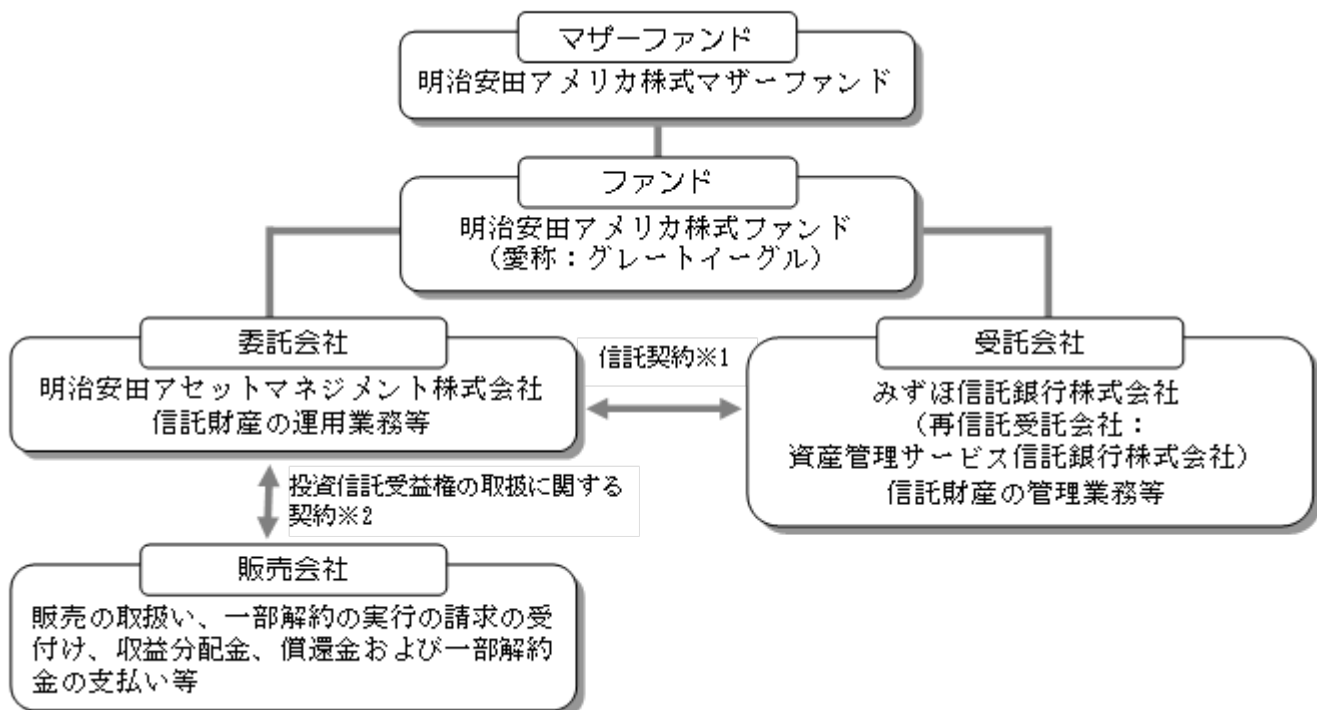 マザーファンド
明治安田アメリカ株式マザーファンド
ファンド
明治安田アメリカ株式ファンド
（愛称：グレートイーグル）
委託会社
明治安田アセットマネジメント株式会社
信託財産の運用業務等
信託契約※1
受託会社
みずほ信託銀行株式会社
（再信託受託会社：
資産管理サービス信託銀行株式会社）
信託財産の管理業務等
投資信託受益権の取扱に関する
契約※2
販売会社
販売の取扱い、一部解約の実行の請求の受
付け、収益分配金、償還金および一部解約
金の支払い等